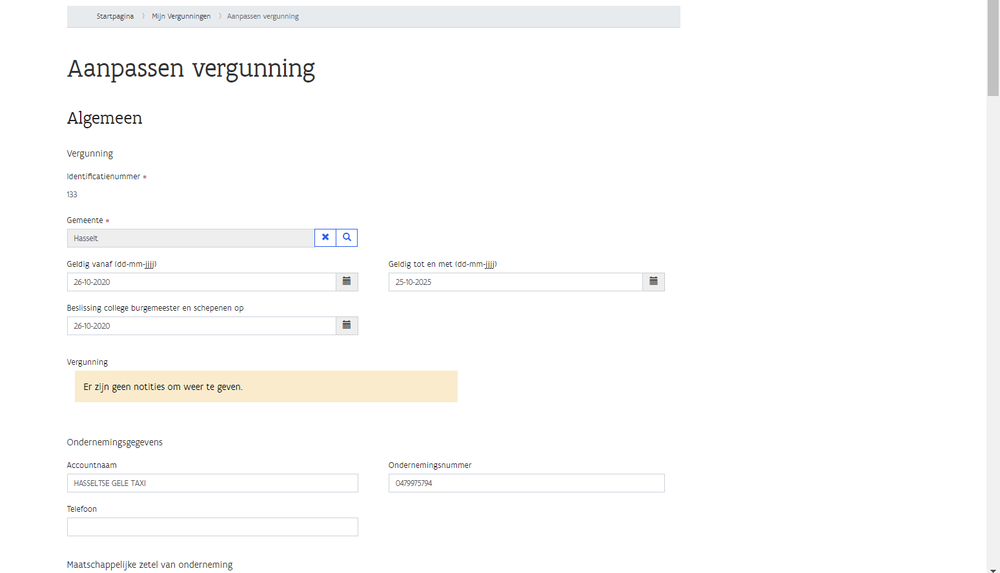 Startpagina
Mijn Vergunningen
Aanpassen vergunning
Aanpassen vergunning
Algemeen
Vergunning
Identificatienummer *
133
Gemeente *
Hasselt
Geldig vanaf (dd-mm-jjjj)
Geldig tot en met (dd-mm-jjjj)
26-10-2020
25-10-2025
Beslissing college burgemeester en schepenen op
26-10-2020
Vergunning
Er zijn geen notities om weer te geven.
Ondernemingsgegevens
Accountnaam
Ondernemingsnummer
HASSELTSE GELE TAXI
0479975794
Telefoon
Maatschappelijke zetel van onderneming